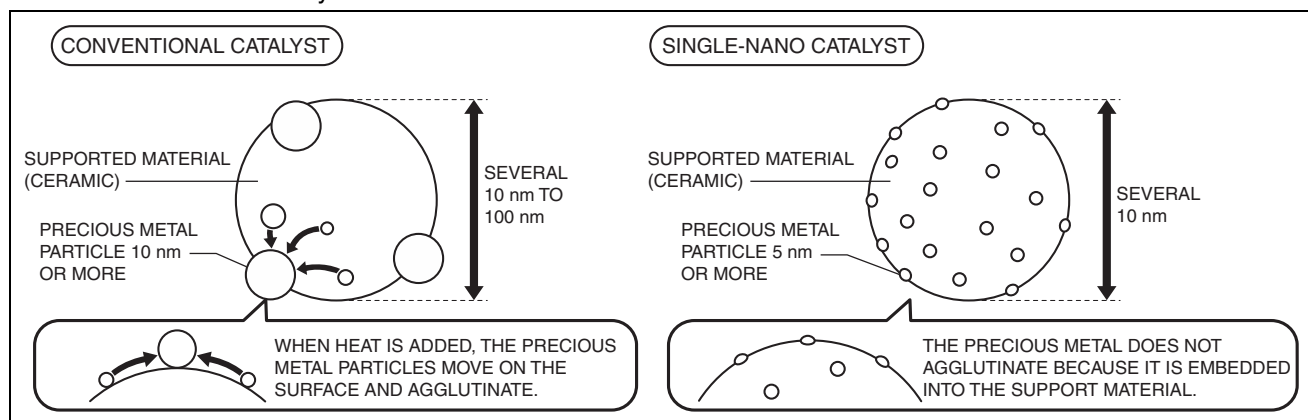 CONVENTIONAL CATALYST
SUPPORTED MATERIAL
(CERAMIC)
PRECIOUS METAL
PARTICLE 10 nm
OR MORE
SEVERAL
10 nm TO
100 nm
WHEN HEAT IS ADDED, THE PRECIOUS
METAL PARTICLES MOVE ON THE
SURFACE AND AGGLUTINATE.
SINGLE-NANO CATALYST
SUPPORTED MATERIAL
(CERAMIC)
PRECIOUS METAL
PARTICLE 5 nm
OR MORE
SEVERAL
10 nm
THE PRECIOUS METAL DOES NOT
AGGLUTINATE BECAUSE IT IS EMBEDDED
INTO THE SUPPORT MATERIAL.